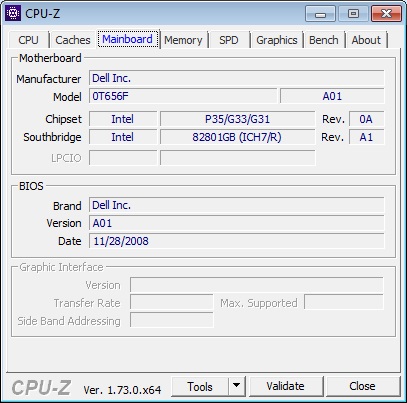 CPU-Z
CPU Caches Mainboard Memory SPD Graphics Bench About
Motherboard
Manufacturer Dell Inc.
Model 0T656F A01
Chipset Intel P35/G33/G31 Rev. 0A
Southbridge Intel 82801GB (ICH7/R) Rev. A1
LPCIO
BIOS
Brand Dell Inc.
Version A01
Date 11/28/2008
Graphic Interface
Version
Transfer Rate Max. Supported
Side Band Addressing
CPU-Z Ver. 1.73.0.x64 Tools Validate Close